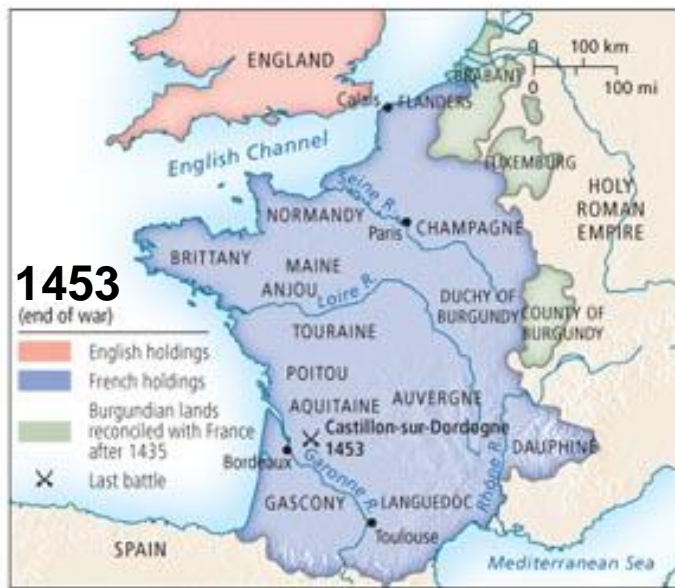 ENGLAND
0 100 km
100 mi
BRABANT
Calais
FLANDERS
English Channel
LUXEMBURG
HOLY
ROMAN
EMPIRE
Seine R.
NORMANDY
Paris
CHAMPAGNE
BRITTANY
MAINE
ANJOU
Loire R.
DUCHY OF
BURGUNDY
COUNTY OF
BURGUNDY
1453
(end of war)
English holdings
French holdings
Burgundian lands
reconciled with France
after 1435
Last battle
TOURAINE
POITOU
AUVERGNE
AQUITAINE
Castillon-sur-Dordogne
1453
DAUPHINE
Bordeaux
Garonne R.
Rhône R.
GASCONY
LANGUEDOC
Toulouse
SPAIN
Mediterranean Sea